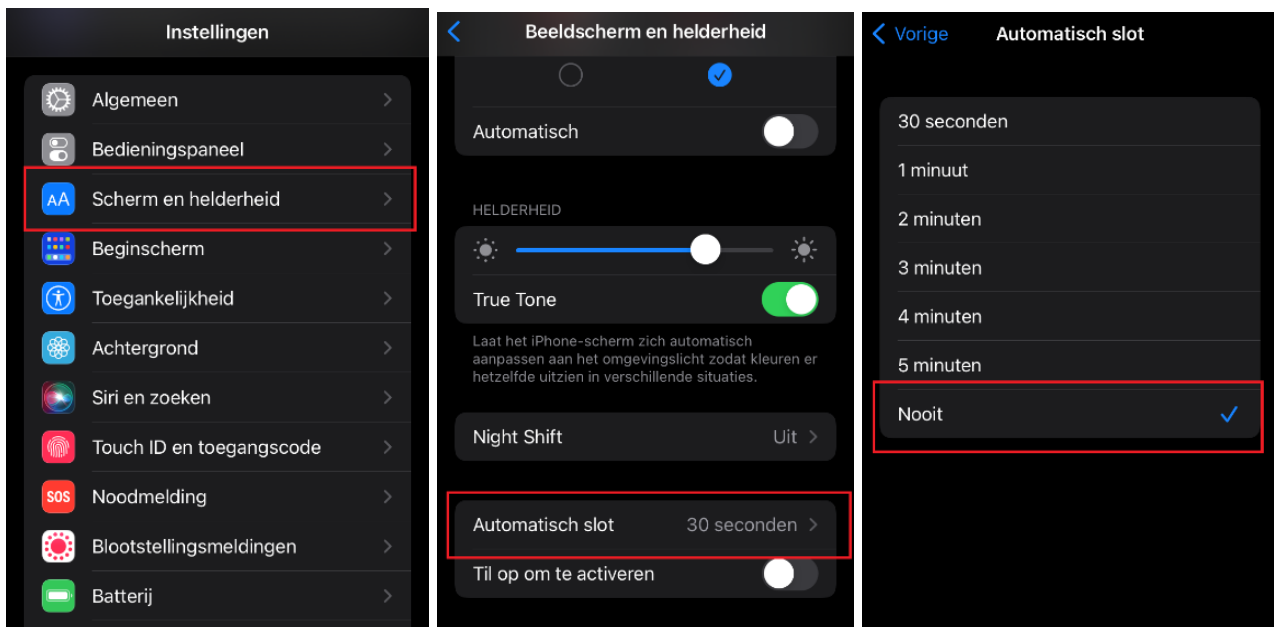 Instellingen
Algemeen
Bedieningspaneel
AA Scherm en helderheid
Beginscherm
Toegankelijkheid
Achtergrond
Siri en zoeken
Touch ID en toegangscode
SOS Noodmelding
Blootstellingsmeldingen
Batterij
Beeldscherm en helderheid
Automatisch
HELDERHEID
True Tone
Laat het iPhone-scherm zich automatisch
aanpassen aan het omgevingslicht zodat kleuren er
hetzelfde uitzien in verschillende situaties.
Night Shift Uit
Automatisch slot 30 seconden
Til op om te activeren
Vorige Automatisch slot
30 seconden
1 minuut
2 minuten
3 minuten
4 minuten
5 minuten
Nooit